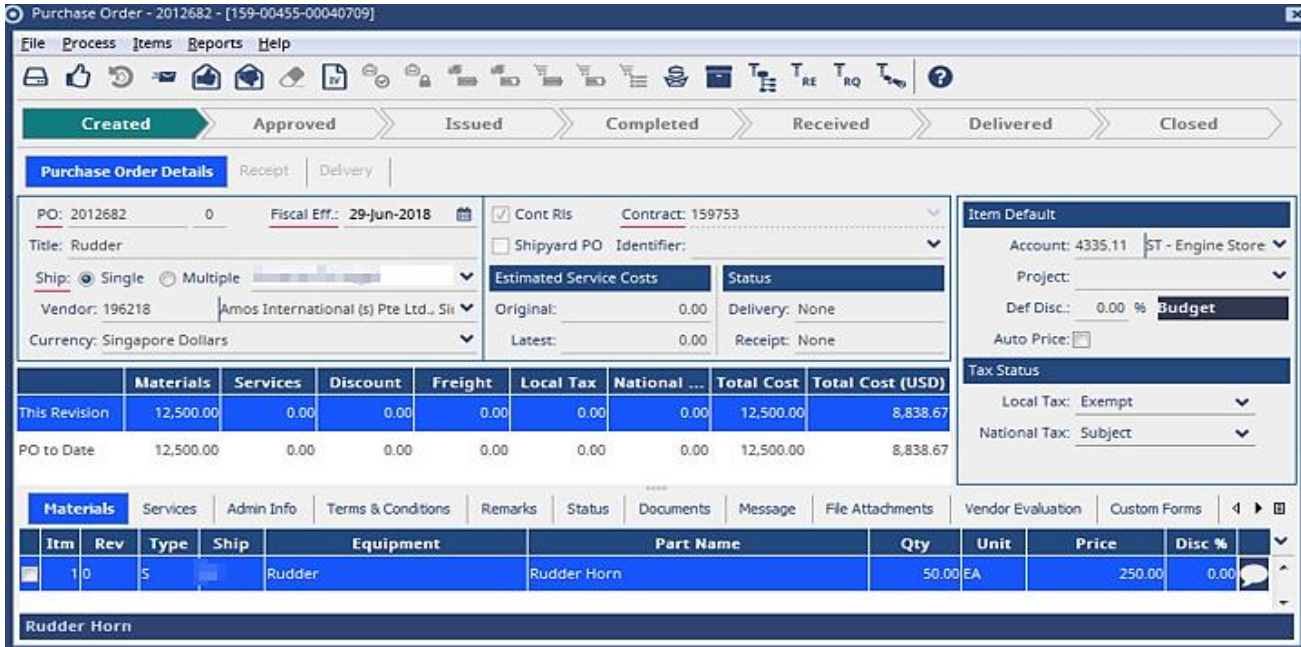 Purchase Order - 2012682 - [159-00455-00040709]
File Process Items Reports Help
IV T T RE T RQ T ?
Created Approved Issued Completed Received Delivered Closed
Purchase Order Details Receipt Delivery
PO: 2012682 0 Fiscal Eff.: 29-Jun-2018 Cont Rls Contract: 159753 Item Default
Title: Rudder Shipyard PO Identifier: Account: 4335.11 ST - Engine Store
Ship: Single Multiple Estimated Service Costs Status Project:
Vendor: 196218 Amos International (s) Pte Ltd., Sin Original: 0.00 Delivery: None Def Disc.: 0.00 % Budget
Currency: Singapore Dollars Latest: 0.00 Receipt: None Auto Price:
Materials Services Discount Freight Local Tax National ... Total Cost Total Cost (USD) Tax Status
This Revision 12,500.00 0.00 0.00 0.00 0.00 0.00 12,500.00 8,838.67 Local Tax: Exempt
PO to Date 12,500.00 0.00 0.00 0.00 0.00 0.00 12,500.00 8,838.67 National Tax: Subject
Materials Services Admin Info Terms & Conditions Remarks Status Documents Message File Attachments Vendor Evaluation Custom Forms
Itm Rev Type Ship Equipment Part Name Qty Unit Price Disc %
1 0 S Rudder Rudder Horn 50.00 EA 250.00 0.00
Rudder Horn